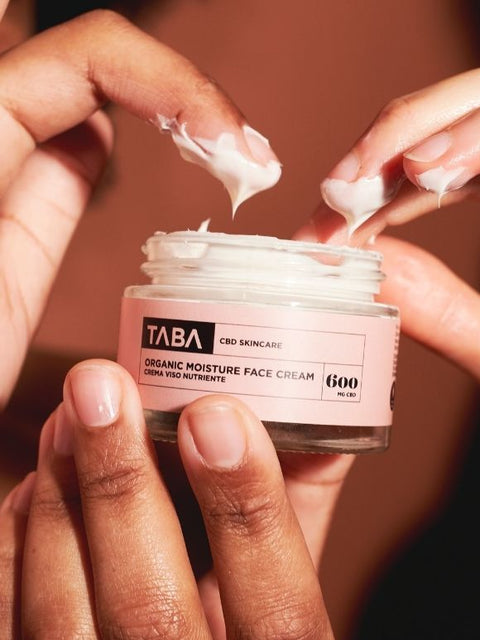 TABA CBD SKINCARE
ORGANIC MOISTURE FACE CREAM
CREMA VISO NUTRIENTE
600
MG CBD